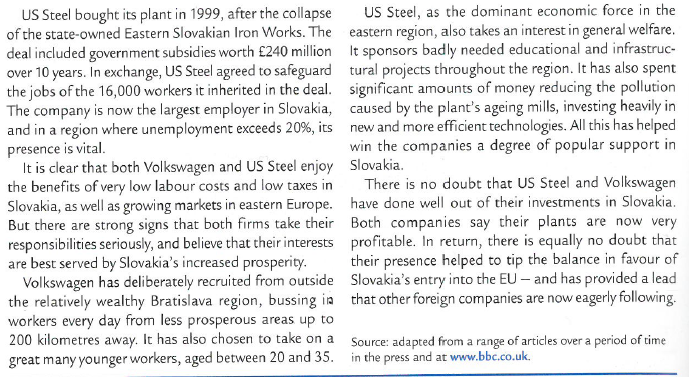 US Steel bought its plant in 1999, after the collapse
of the state-owned Eastern Slovakian Iron Works. The
deal included government subsidies worth £240 million
over 10 years. In exchange, US Steel agreed to safeguard
the jobs of the 16,000 workers it inherited in the deal.
The company is now the largest employer in Slovakia,
and in a region where unemployment exceeds 20%, its
presence is vital.
It is clear that both Volkswagen and US Steel enjoy
the benefits of very low labour costs and low taxes in
Slovakia, as well as growing markets in eastern Europe.
But there are strong signs that both firms take their
responsibilities seriously, and believe that their interests
are best served by Slovakia's increased prosperity.
Volkswagen has deliberately recruited from outside
the relatively wealthy Bratislava region, bussing in
workers every day from less prosperous areas up to
200 kilometres away. It has also chosen to take on a
great many younger workers, aged between 20 and 35.
US Steel, as the dominant economic force in the
eastern region, also takes an interest in general welfare.
It sponsors badly needed educational and infrastruc-
tural projects throughout the region. It has also spent
significant amounts of money reducing the pollution
caused by the plant's ageing mills, investing heavily in
new and more efficient technologies. All this has helped
win the companies a degree of popular support in
Slovakia.
There is no doubt that US Steel and Volkswagen
have done well out of their investments in Slovakia.
Both companies say their plants are now very
profitable. In return, there is equally no doubt that
their presence helped to tip the balance in favour of
Slovakia's entry into the EU – and has provided a lead
that other foreign companies are now eagerly following.
Source: adapted from a range of articles over a period of time
in the press and at www.bbc.co.uk.